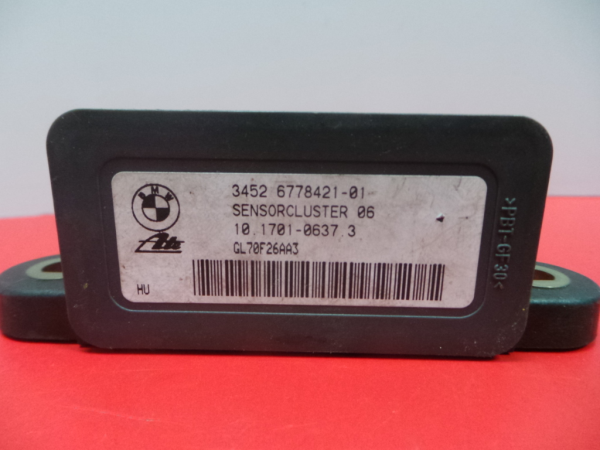 BMW
Ate
3452 6778421-01
SENSORCLUSTER 06
10.1701-0637.3
GL70F26AA3
HU
>PBT-GF30<